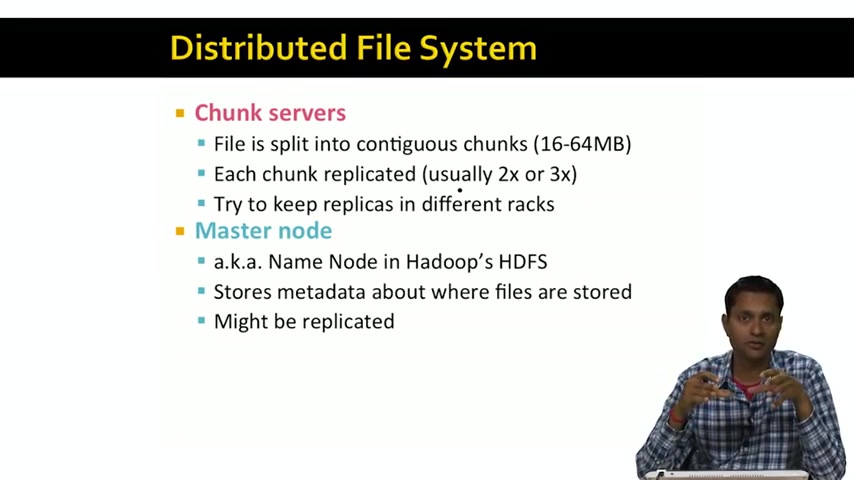 Distributed File System
Chunk servers
File is split into contiguous chunks (16-64MB)
Each chunk replicated (usually 2x or 3x)
Try to keep replicas in different racks
Master node
a.k.a. Name Node in Hadoop's HDFS
Stores metadata about where files are stored
Might be replicated